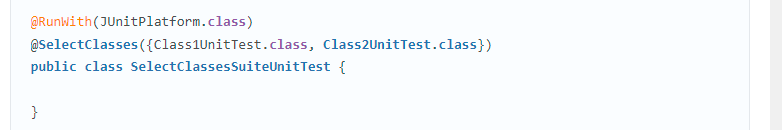 @RunWith(JUnitPlatform.class)
@SelectClasses({Class1UnitTest.class, Class2UnitTest.class})
public class SelectClassesSuiteUnitTest {
}